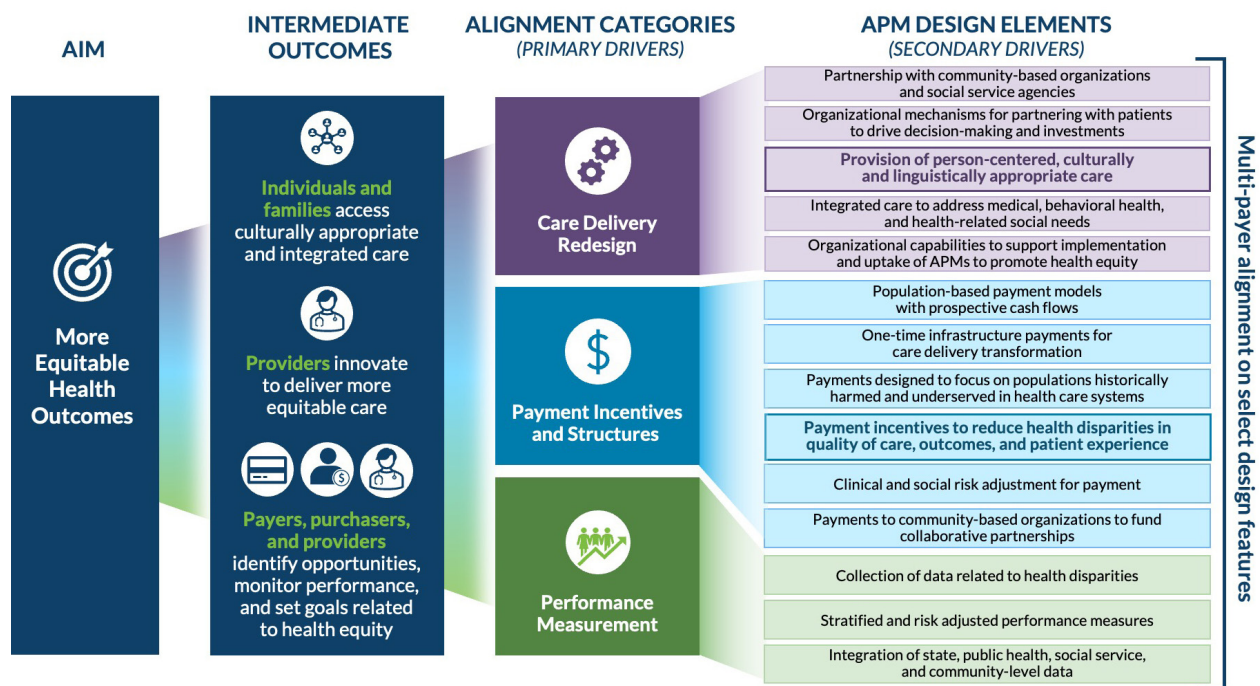 AIM
INTERMEDIATE
OUTCOMES
ALIGNMENT CATEGORIES
(PRIMARY DRIVERS)
APM DESIGN ELEMENTS
(SECONDARY DRIVERS)
More
Equitable
Health
Outcomes
Individuals and
families access
culturally appropriate
and integrated care
Providers innovate
to deliver more
equitable care
$
Payers, purchasers,
and providers
identify opportunities,
monitor performance,
and set goals related
to health equity
Care Delivery
Redesign
$
Payment Incentives
and Structures
Performance
Measurement
Partnership with community-based organizations
and social service agencies
Organizational mechanisms for partnering with patients
to drive decision-making and investments
Provision of person-centered, culturally
and linguistically appropriate care
Integrated care to address medical, behavioral health,
and health-related social needs
Organizational capabilities to support implementation
and uptake of APMs to promote health equity
Population-based payment models
with prospective cash flows
One-time infrastructure payments for
care delivery transformation
Payments designed to focus on populations historically
harmed and underserved in health care systems
Payment incentives to reduce health disparities in
quality of care, outcomes, and patient experience
Clinical and social risk adjustment for payment
Payments to community-based organizations to fund
collaborative partnerships
Collection of data related to health disparities
Stratified and risk adjusted performance measures
Integration of state, public health, social service,
and community-level data
Multi-payer alignment on select design features